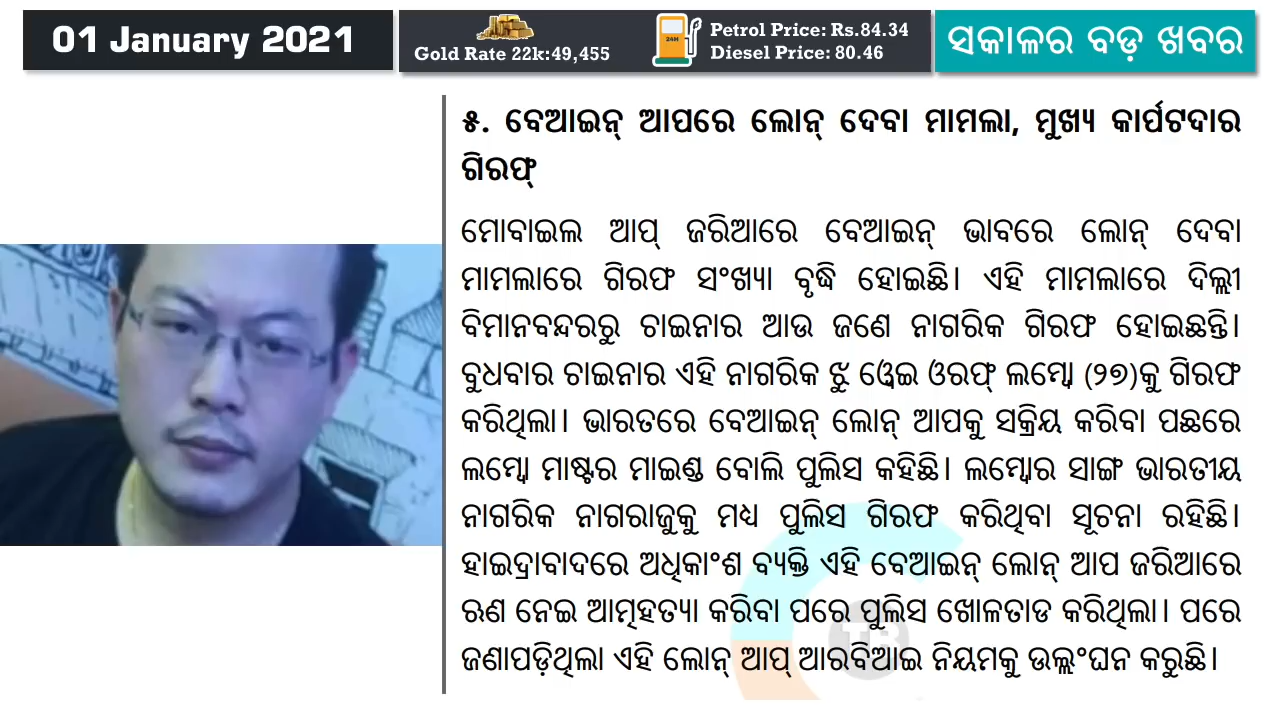 01 January 2021
Gold Rate 22k:49,455
24H
Petrol Price: Rs.84.34
Diesel Price: 80.46
ସକାଳର ବଡ଼ ଖବର
୫. ବେଆଇନ୍ ଆପରେ ଲୋନ୍ ଦେବା ମାମଲା, ମୁଖ୍ୟ କାର୍ପଟଦାର
ଗିରଫ୍
ମୋବାଇଲ ଆପ୍ ଜରିଆରେ ବେଆଇନ୍ ଭାବରେ ଲୋନ୍ ଦେବା
ମାମଲାରେ ଗିରଫ ସଂଖ୍ୟା ବୃଦ୍ଧି ହୋଇଛି। ଏହି ମାମଲାରେ ଦିଲ୍ଲୀ
ବିମାନବନ୍ଦରରୁ ଚାଇନାର ଆଉ ଜଣେ ନାଗରିକ ଗିରଫ ହୋଇଛନ୍ତି।
ବୁଧବାର ଚାଇନାର ଏହି ନାଗରିକ ଝୁ ୱେଇ ଓରଫ୍ ଲମ୍ବୋ (୨୭)କୁ ଗିରଫ
କରିଥିଲା। ଭାରତରେ ବେଆଇନ୍ ଲୋନ୍ ଆପକୁ ସକ୍ରିୟ କରିବା ପଛରେ
ଲମ୍ବୋ ମାଷ୍ଟର ମାଇଣ୍ଡ ବୋଲି ପୁଲିସ କହିଛି। ଲମ୍ବୋର ସାଙ୍ଗ ଭାରତୀୟ
ନାଗରିକ ନାଗରାଜୁକୁ ମଧ୍ୟ ପୁଲିସ ଗିରଫ କରିଥିବା ସୂଚନା ରହିଛି।
ହାଇଦ୍ରାବାଦରେ ଅଧିକାଂଶ ବ୍ୟକ୍ତି ଏହି ବେଆଇନ୍ ଲୋନ୍ ଆପ ଜରିଆରେ
ଋଣ ନେଇ ଆତ୍ମହତ୍ୟା କରିବା ପରେ ପୁଲିସ ଖୋଳତାଡ କରିଥିଲା। ପରେ
ଜଣାପଡ଼ିଥିଲା ଏହି ଲୋନ୍ ଆପ୍ ଆରବିଆଇ ନିୟମକୁ ଉଲ୍ଲଂଘନ କରୁଛି।